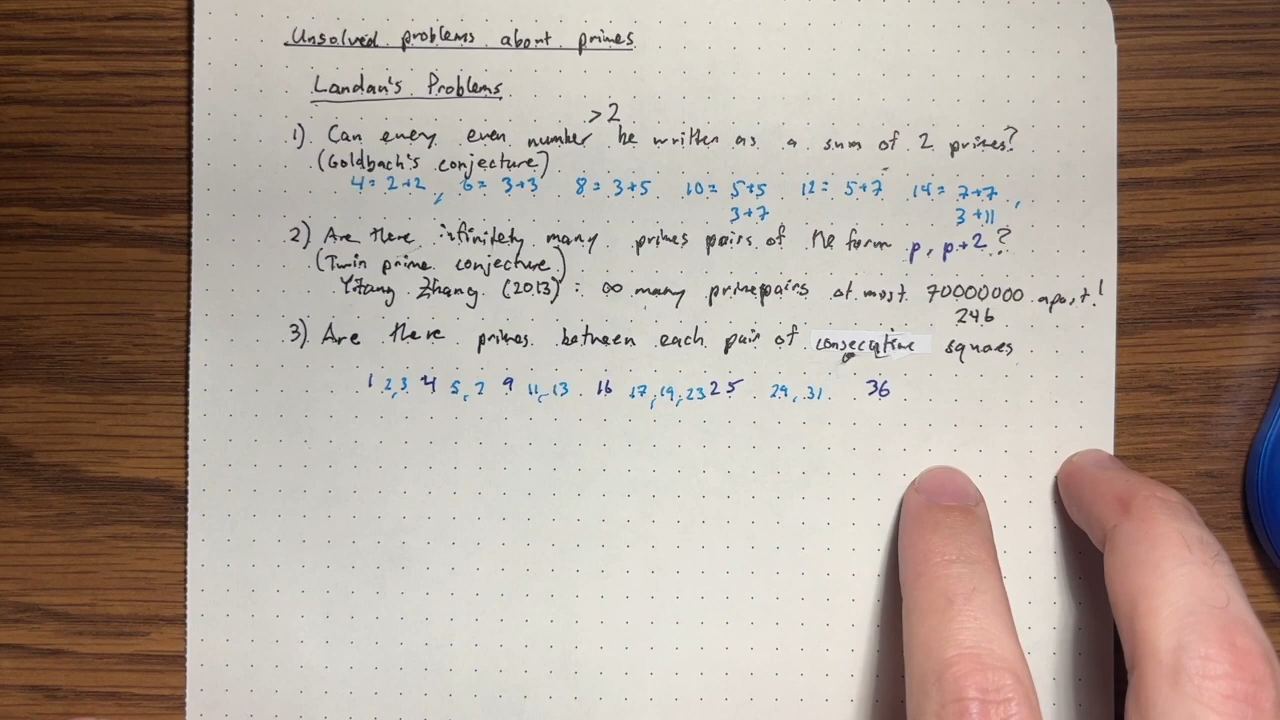 Unsolved problems about primes
Landau's Problems
>2
1) Can every even number be written as a sum of 2 primes?
(Goldbach's conjecture)
4 = 2+2, 6 = 3+3 8 = 3+5 10 = 5+5 12 = 5+7 14 = 7+7,
3+7 3+11
2) Are there infinitely many primes pairs of the form p, p+2?
(Twin prime conjecture)
Yitang Zhang (2013): ∞ many prime pairs at most 70000000 apart!
246
3) Are there primes between each pair of consecutive squares
1 2,3 4 5,7 9 11,13 16 17,19,23 25 29,31 36